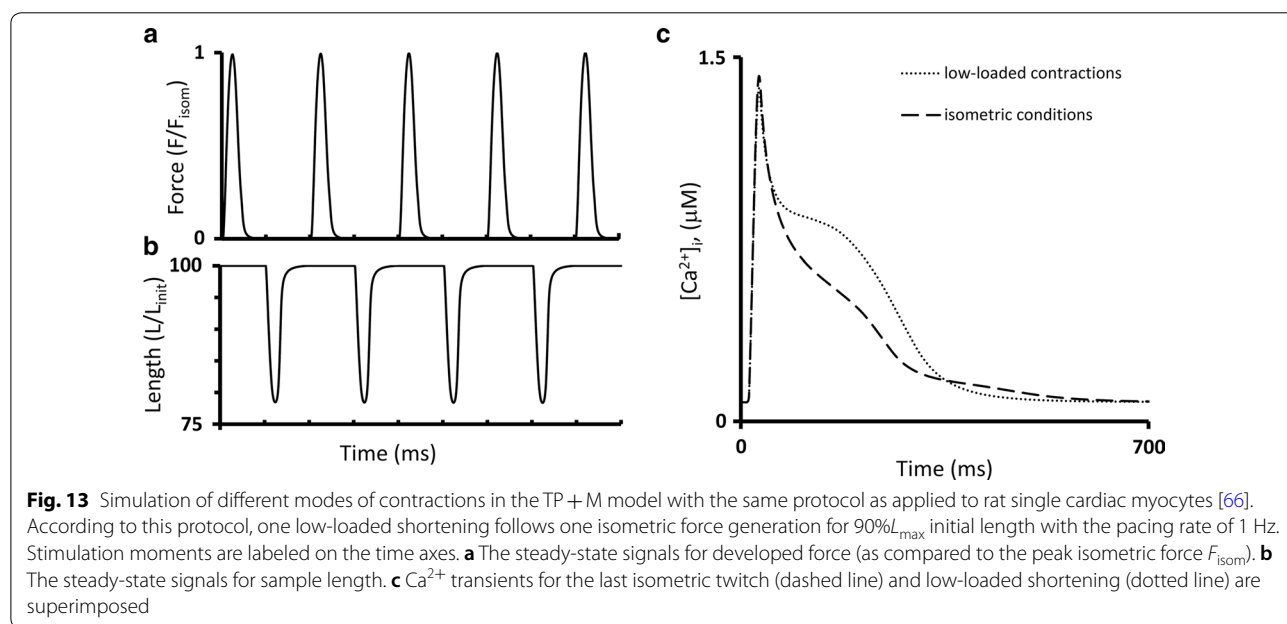 a
1
Force (F/Fisom)
0
b
100
Length (L/Linit)
75
Time (ms)
c
1.5
low-loaded contractions
isometric conditions
[Ca2+]i, (μM)
0
0
700
Time (ms)
Fig. 13 Simulation of different modes of contractions in the TP + M model with the same protocol as applied to rat single cardiac myocytes [66].
According to this protocol, one low-loaded shortening follows one isometric force generation for 90%Lmax initial length with the pacing rate of 1 Hz.
Stimulation moments are labeled on the time axes. a The steady-state signals for developed force (as compared to the peak isometric force Fisom). b
The steady-state signals for sample length. c Ca2+ transients for the last isometric twitch (dashed line) and low-loaded shortening (dotted line) are
superimposed